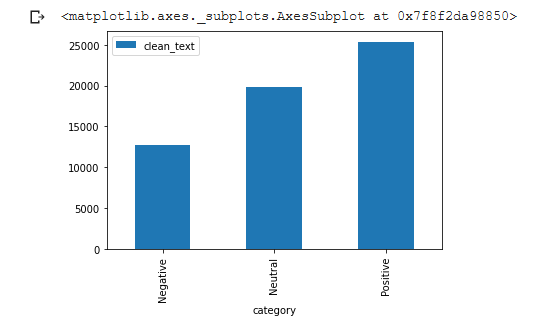 <matplotlib.axes._subplots.AxesSubplot at 0x7f8f2da98850>
clean_text
25000
20000
15000
10000
5000
0
Negative
Neutral
Positive
category